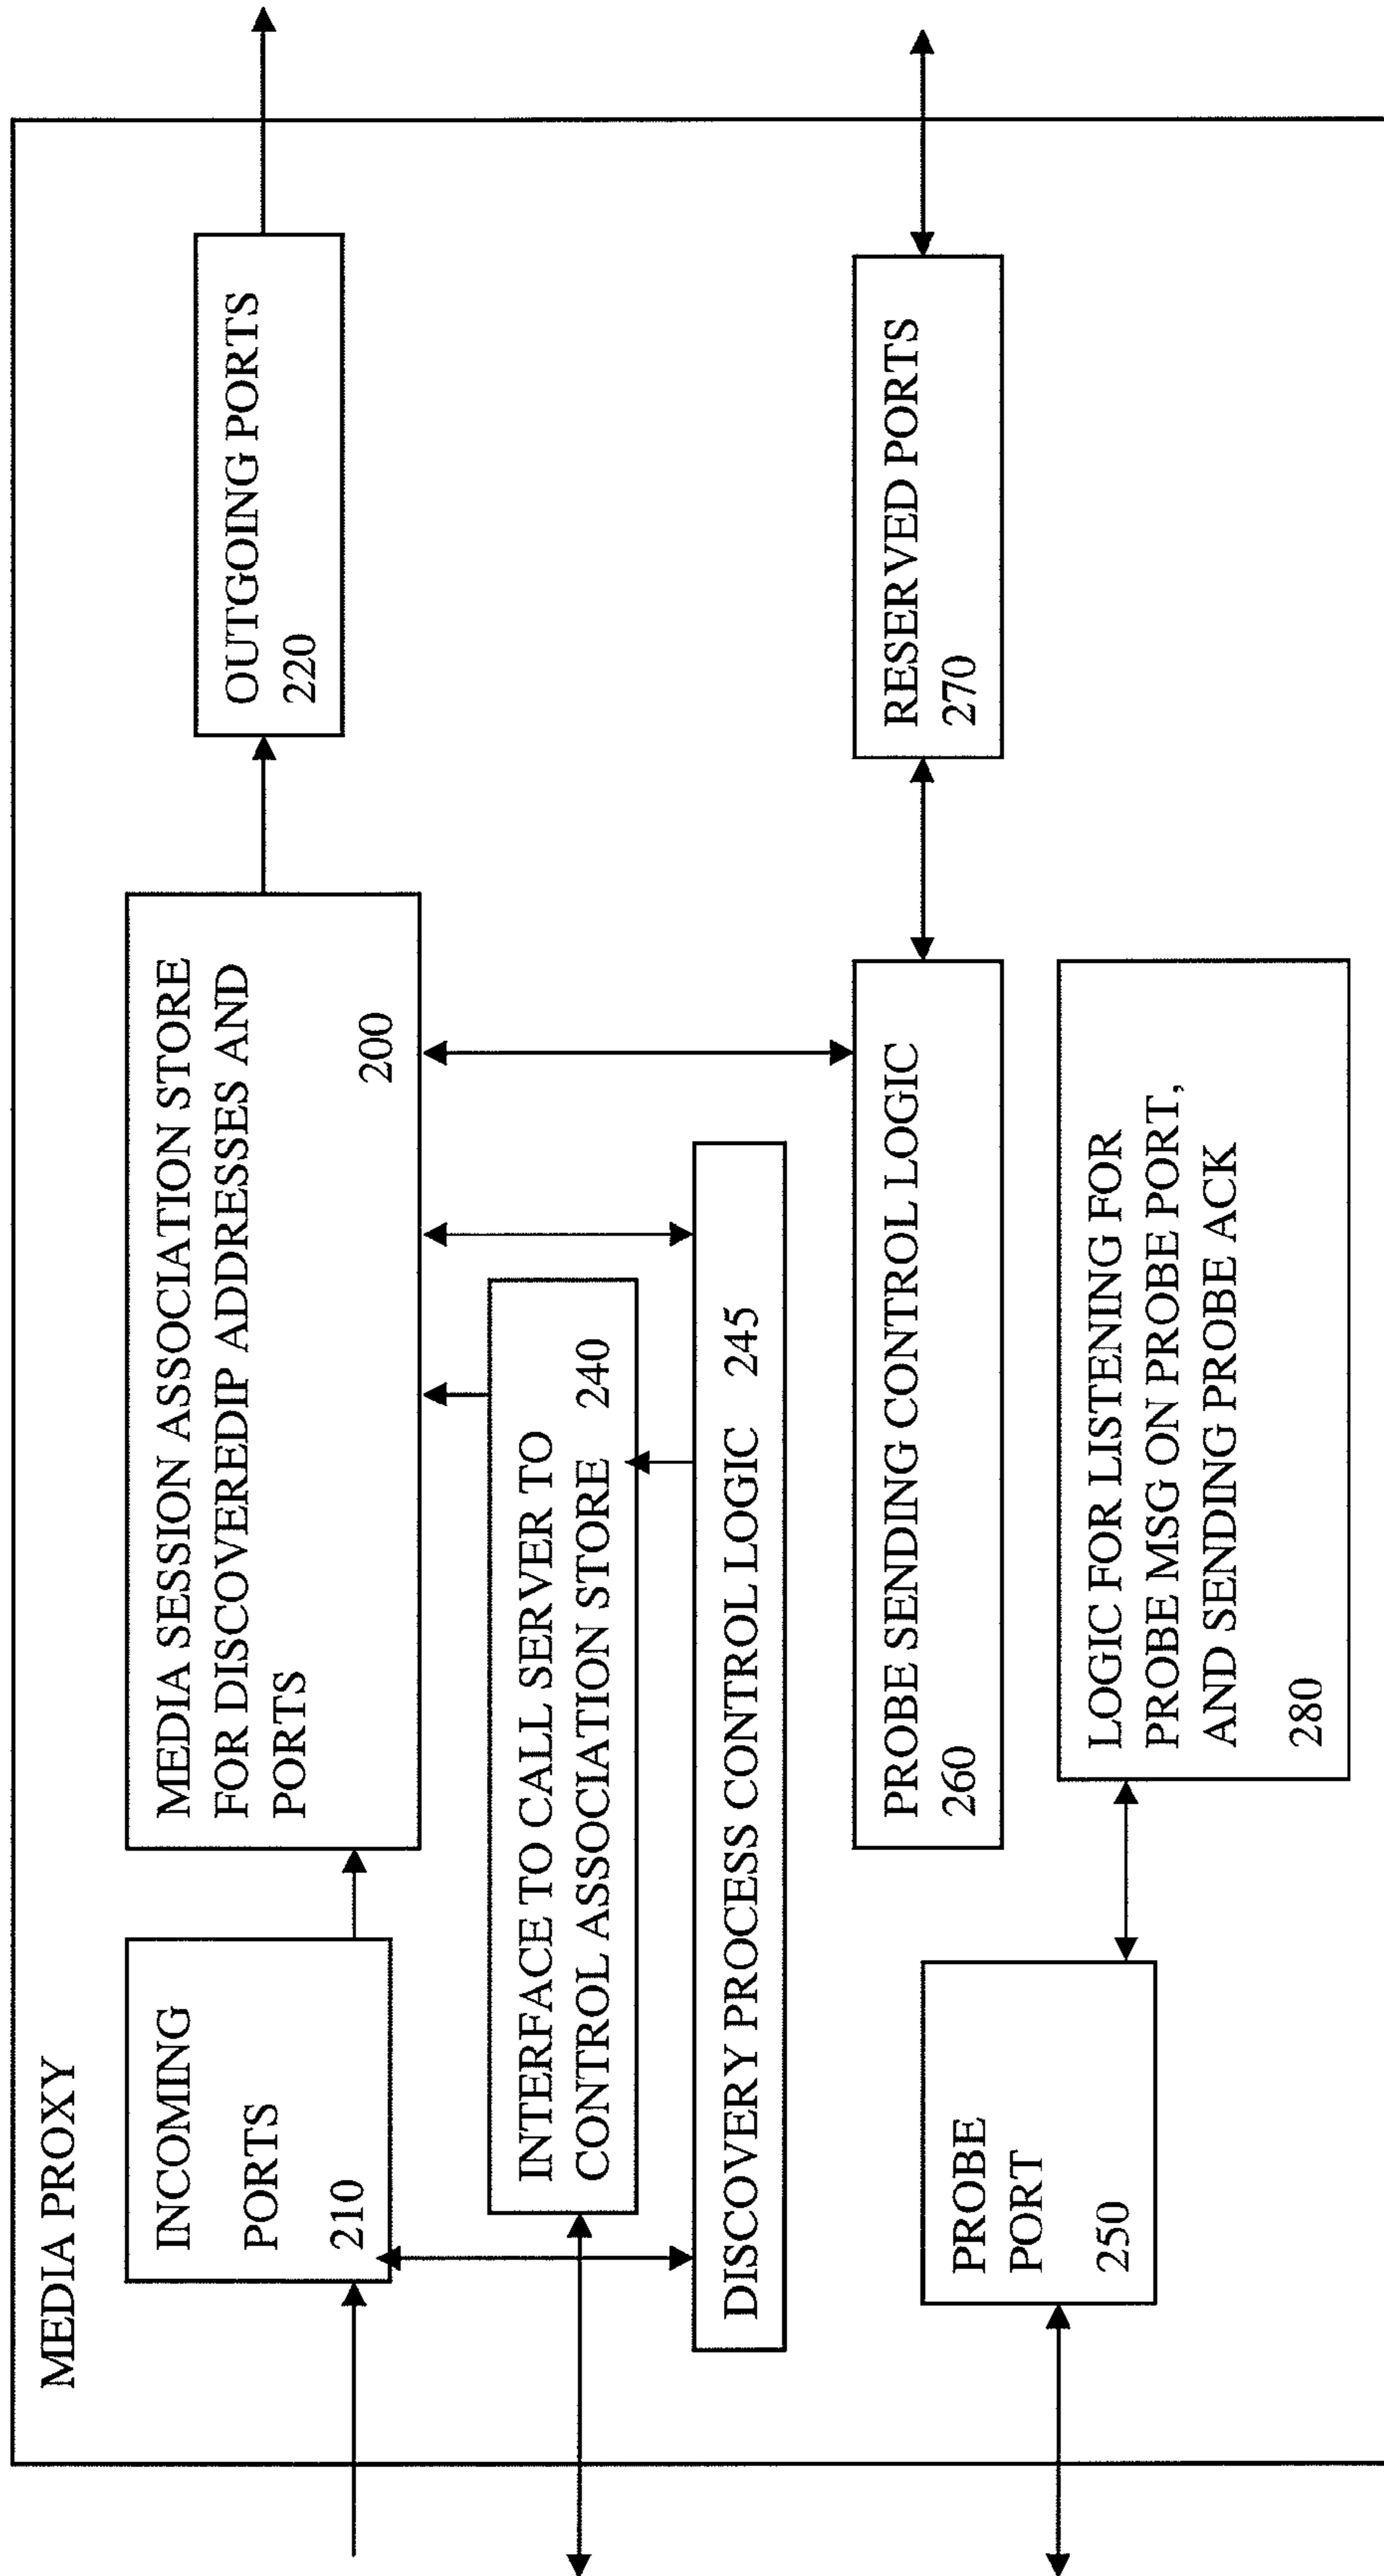 MEDIA PROXY
INCOMING
PORTS
210
MEDIA SESSION ASSOCIATION STORE
FOR DISCOVEREDIP ADDRESSES AND
PORTS
200
OUTGOING PORTS
220
INTERFACE TO CALL SERVER TO
CONTROL ASSOCIATION STORE 240
DISCOVERY PROCESS CONTROL LOGIC 245
PROBE SENDING CONTROL LOGIC
260
RESERVED PORTS
270
PROBE
PORT
250
LOGIC FOR LISTENING FOR
PROBE MSG ON PROBE PORT,
AND SENDING PROBE ACK
280